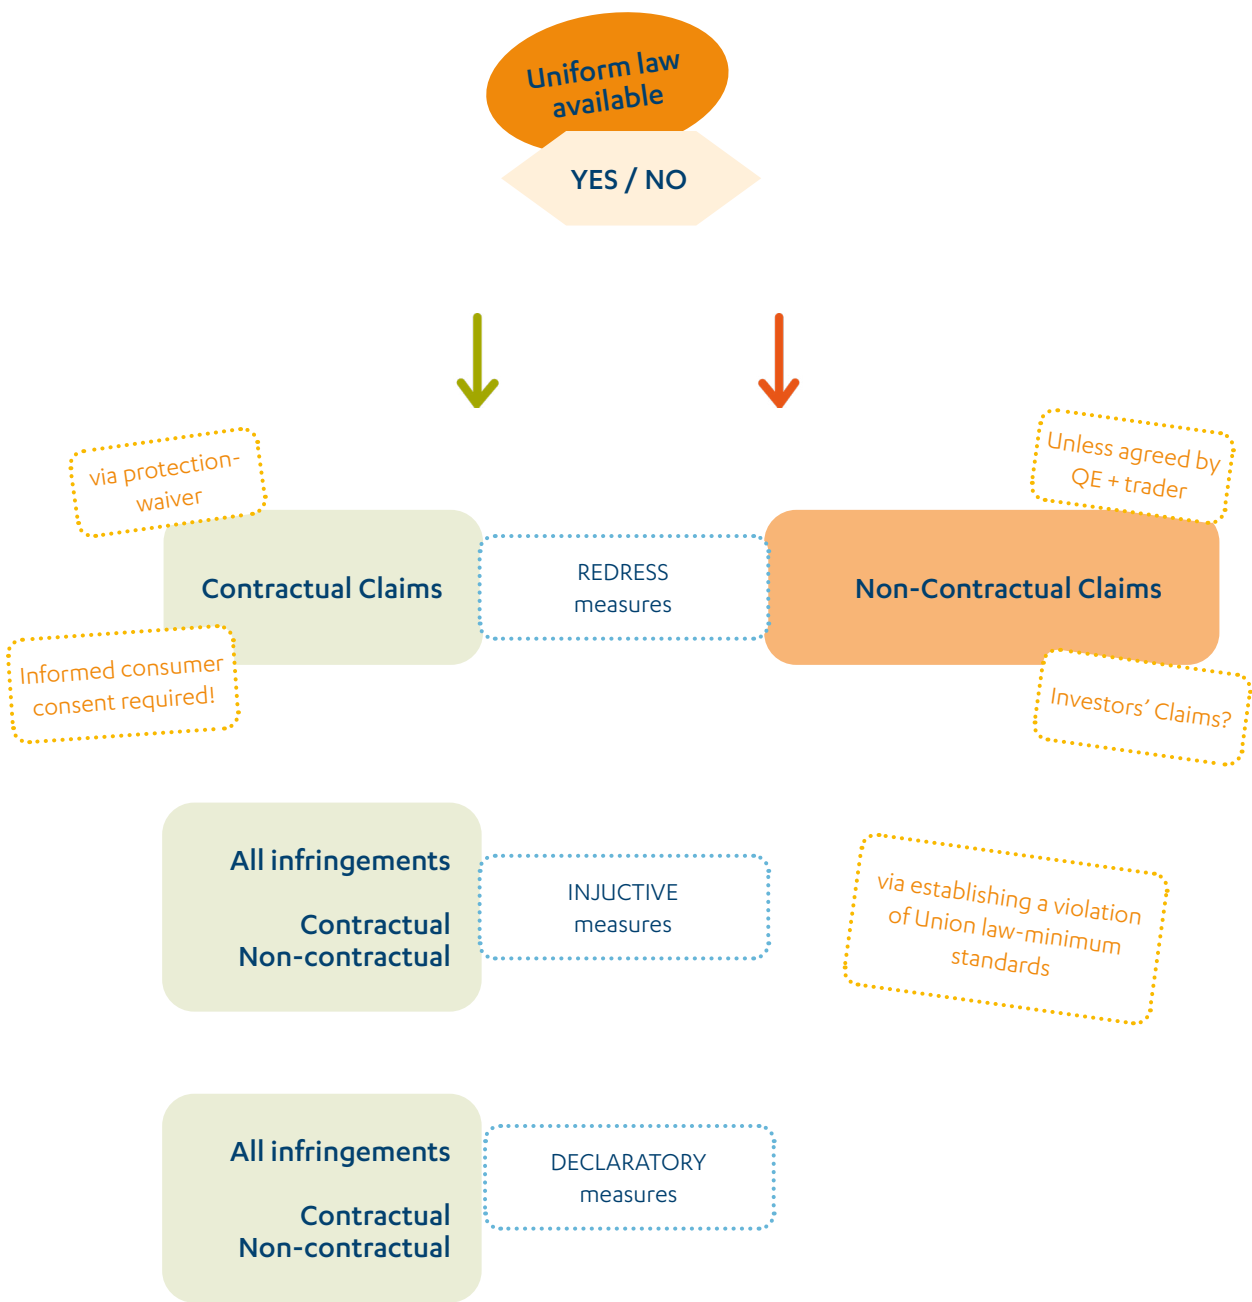 Uniform law
available
YES / NO
via protection-
waiver
Unless agreed by
QE + trader
Contractual Claims
REDRESS
measures
Non-Contractual Claims
Informed consumer
consent required!
Investors' Claims?
All infringements
Contractual
Non-contractual
INJUCTIVE
measures
via establishing a violation
of Union law-minimum
standards
All infringements
Contractual
Non-contractual
DECLARATORY
measures